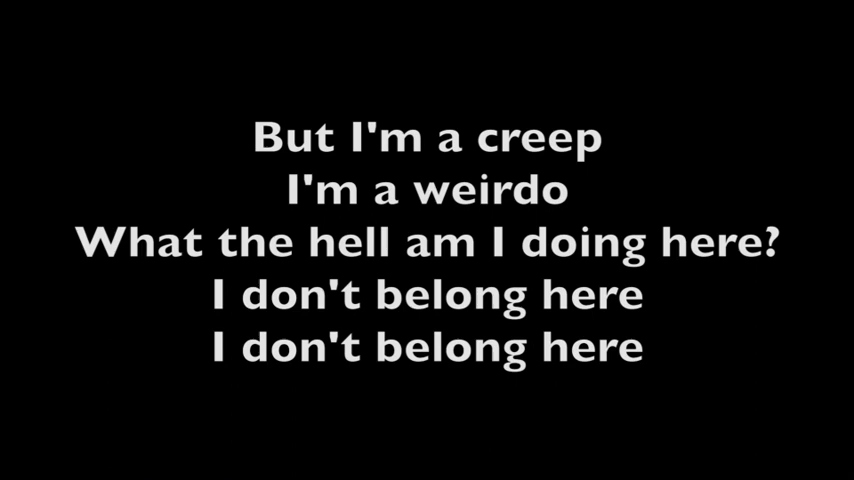 But I'm a creep
I'm a weirdo
What the hell am I doing here?
I don't belong here
I don't belong here